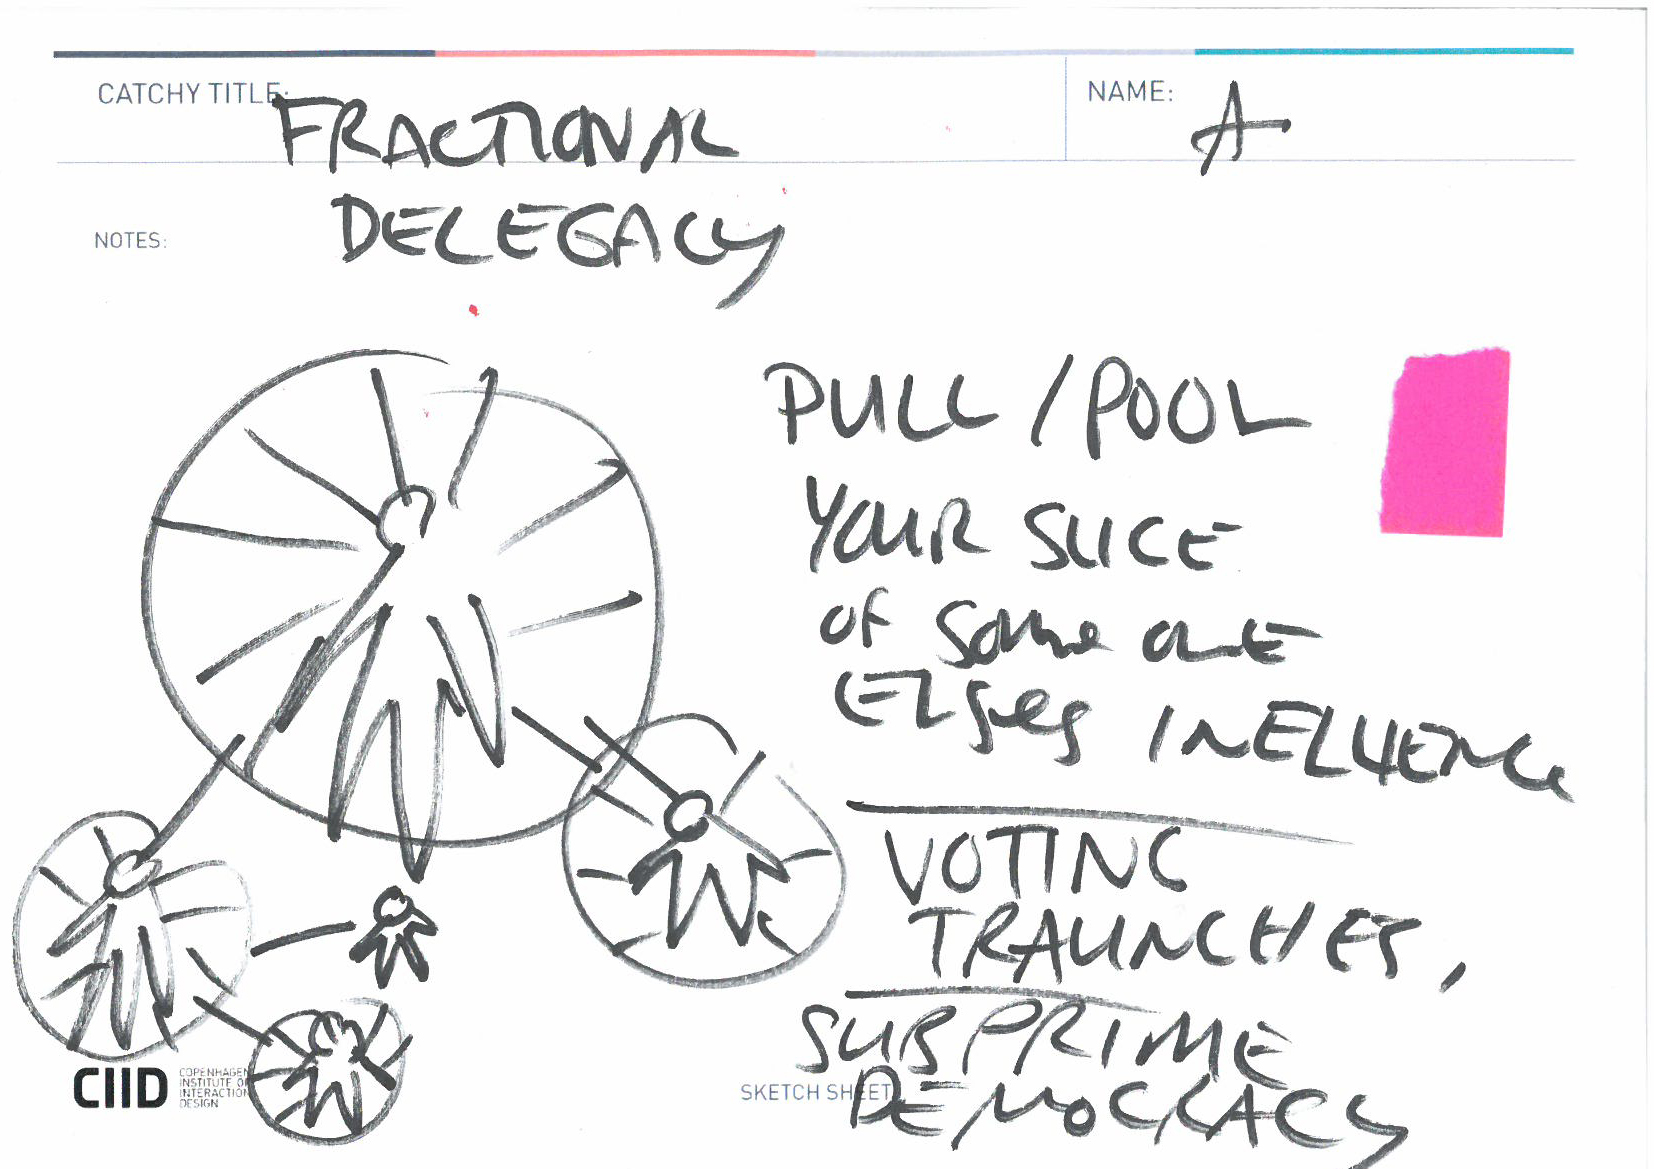 CATCHY TITLE:
FRACTIONAL
DELEGACY
NAME:
A
NOTES:
PULL / POOL
YOUR SLICE
OF SOME ONE
ELSES INFLUENCE
VOTING
TRAUNCHES,
SUBPRIME
DEMOCRACY
CIID
COPENHAGEN
INSTITUTE OF
INTERACTION
DESIGN
SKETCH SHEET